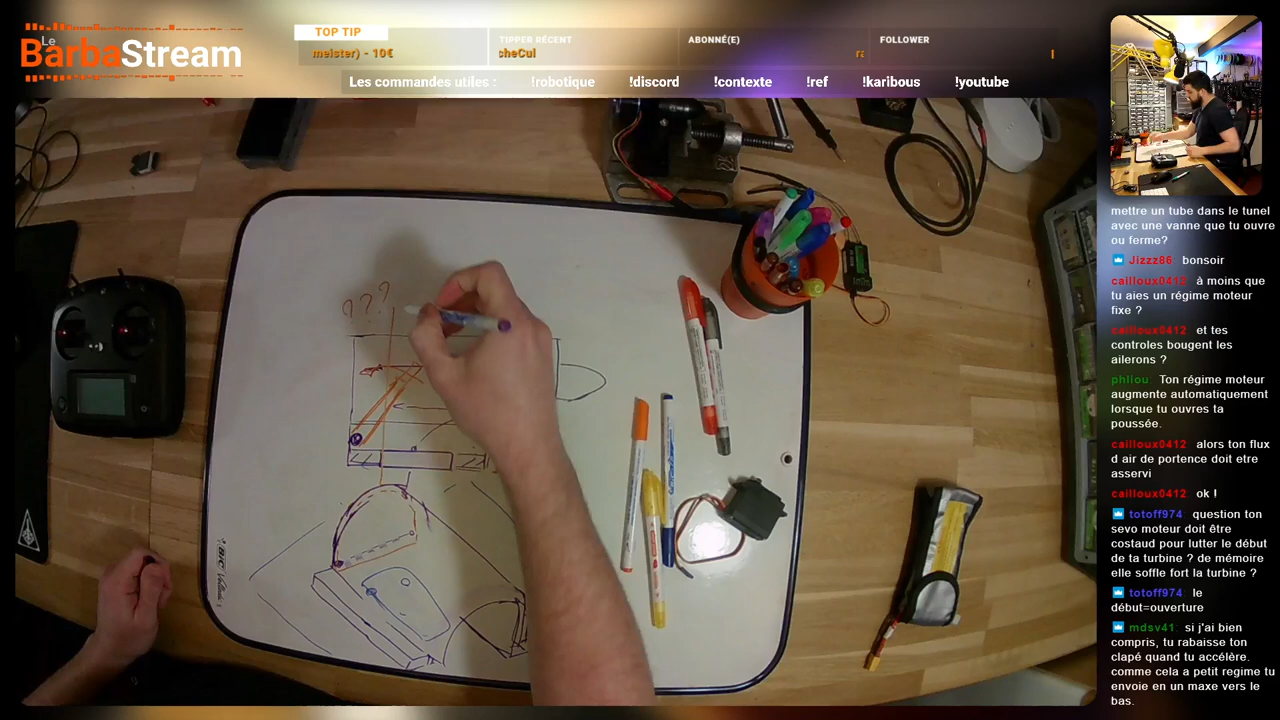 Le
BarbaStream
TOP TIP
meister) - 10€
TIPPER RÉCENT
cheCul
ABONNÉ(E)
FOLLOWER
Les commandes utiles : !robotique !discord !contexte !ref !karibous !youtube
???
BIC Velleda
mettre un tube dans le tunel
avec une vanne que tu ouvre
ou ferme?
Jizzz86: bonsoir
cailloux0412: à moins que
tu aies un régime moteur
fixe ?
cailloux0412: et tes
controles bougent les
ailerons ?
phllou: Ton régime moteur
augmente automatiquement
lorsque tu ouvres ta
poussée.
cailloux0412: alors ton flux
d air de portence doit etre
asservi
cailloux0412: ok !
totoff974: question ton
sevo moteur doit être
costaud pour lutter le début
de ta turbine ? de mémoire
elle soffle fort la turbine ?
totoff974: le
début=ouverture
mdsv41: si j'ai bien
compris, tu rabaisse ton
clapé quand tu accélère.
comme cela a petit regime tu
envoie en un maxe vers le
bas.